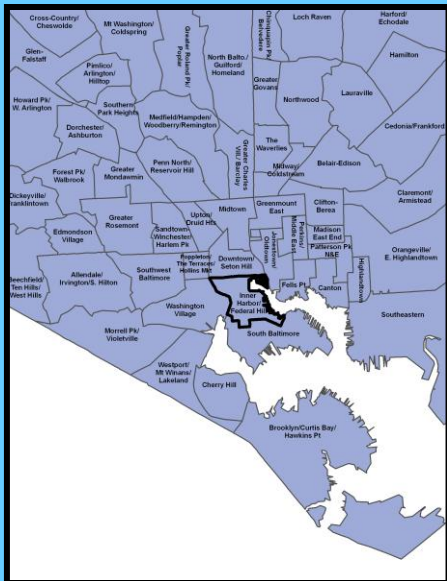 Cross-Country/
Cheswolde
Mt Washington/
Coldspring
Greater Roland Pk/
Poplar
Chinquapin Pk/
Belvedere
Loch Raven
Harford/
Echodale
Glen-
Falstaff
Pimlico/
Arlington/
Hilltop
North Balto./
Guilford/
Homeland
Greater
Govans
Hamilton
Lauraville
Northwood
Howard Pk/
W. Arlington
Southern
Park Heights
Medfield/Hampden/
Woodberry/Remington
Dorchester/
Ashburton
The
Waverlies
Cedonia/Frankford
Greater Charles
Vill./ Barclay
Penn North/
Reservoir Hill
Midway/
Coldstream
Belair-Edison
Forest Pk/
Walbrook
Greater
Mondawmin
Dickeyville/
Franklintown
Claremont/
Armistead
Greenmount
East
Clifton-
Berea
Midtown
Upton/
Druid Hts
Greater
Rosemont
Sandtown-
Winchester/
Harlem Pk
Edmondson
Village
Jonestown/
Oldtown
Perkins/
Middle East
Madison
East End
Patterson Pk
N&E
Orangeville/
E. Highlandtown
Highlandtown
Poppleton/
The Terraces/
Hollins Mkt
Downtown/
Seton Hill
Beechfield/
Ten Hills/
West Hills
Allendale/
Irvington/S. Hilton
Southwest
Baltimore
Fells Pt
Canton
Inner
Harbor/
Federal Hill
Washington
Village
Southeastern
South Baltimore
Morrell Pk/
Violetville
Westport/
Mt Winans/
Lakeland
Cherry Hill
Brooklyn/Curtis Bay/
Hawkins Pt